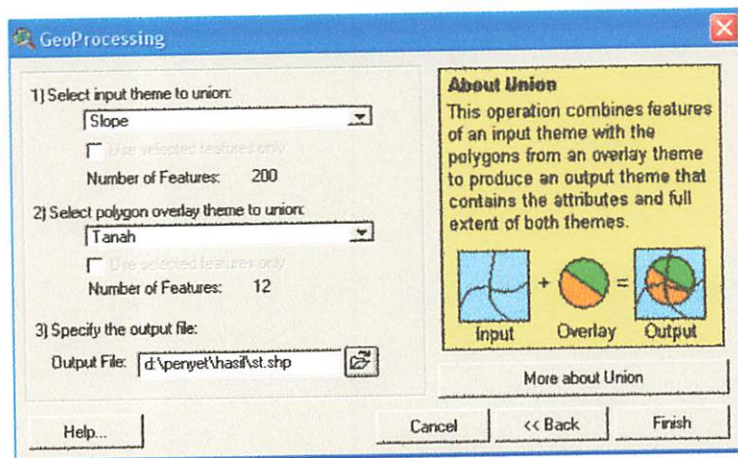 GeoProcessing
1) Select input theme to union:
Slope
Use selected features only
Number of Features: 200
2) Select polygon overlay theme to union:
Tanah
Use selected features only
Number of Features: 12
3) Specify the output file:
Output File: d:\penyet\hasil\st.shp
Help...
About Union
This operation combines features
of an input theme with the
polygons from an overlay theme
to produce an output theme that
contains the attributes and full
extent of both themes.
+ =
Input Overlay Output
More about Union
Cancel << Back Finish